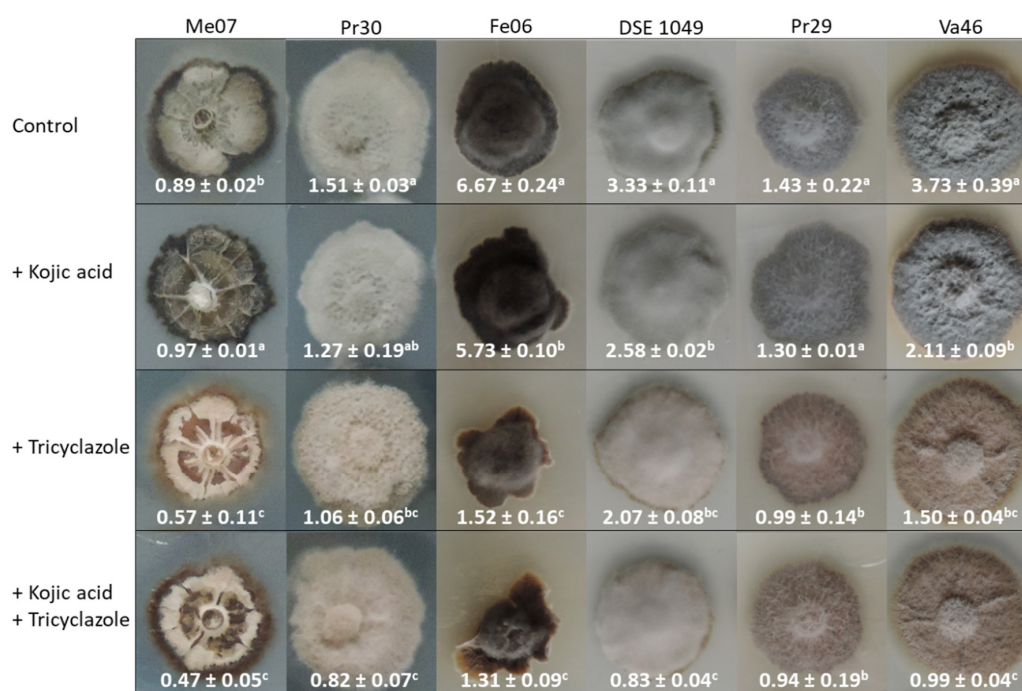 Me07 Pr30 Fe06 DSE 1049 Pr29 Va46
Control
0.89 ± 0.02ᵇ 1.51 ± 0.03ᵃ 6.67 ± 0.24ᵃ 3.33 ± 0.11ᵃ 1.43 ± 0.22ᵃ 3.73 ± 0.39ᵃ
+ Kojic acid
0.97 ± 0.01ᵃ 1.27 ± 0.19ᵃᵇ 5.73 ± 0.10ᵇ 2.58 ± 0.02ᵇ 1.30 ± 0.01ᵃ 2.11 ± 0.09ᵇ
+ Tricyclazole
0.57 ± 0.11ᶜ 1.06 ± 0.06ᵇᶜ 1.52 ± 0.16ᶜ 2.07 ± 0.08ᵇᶜ 0.99 ± 0.14ᵇ 1.50 ± 0.04ᵇᶜ
+ Kojic acid
+ Tricyclazole
0.47 ± 0.05ᶜ 0.82 ± 0.07ᶜ 1.31 ± 0.09ᶜ 0.83 ± 0.04ᶜ 0.94 ± 0.19ᵇ 0.99 ± 0.04ᶜ